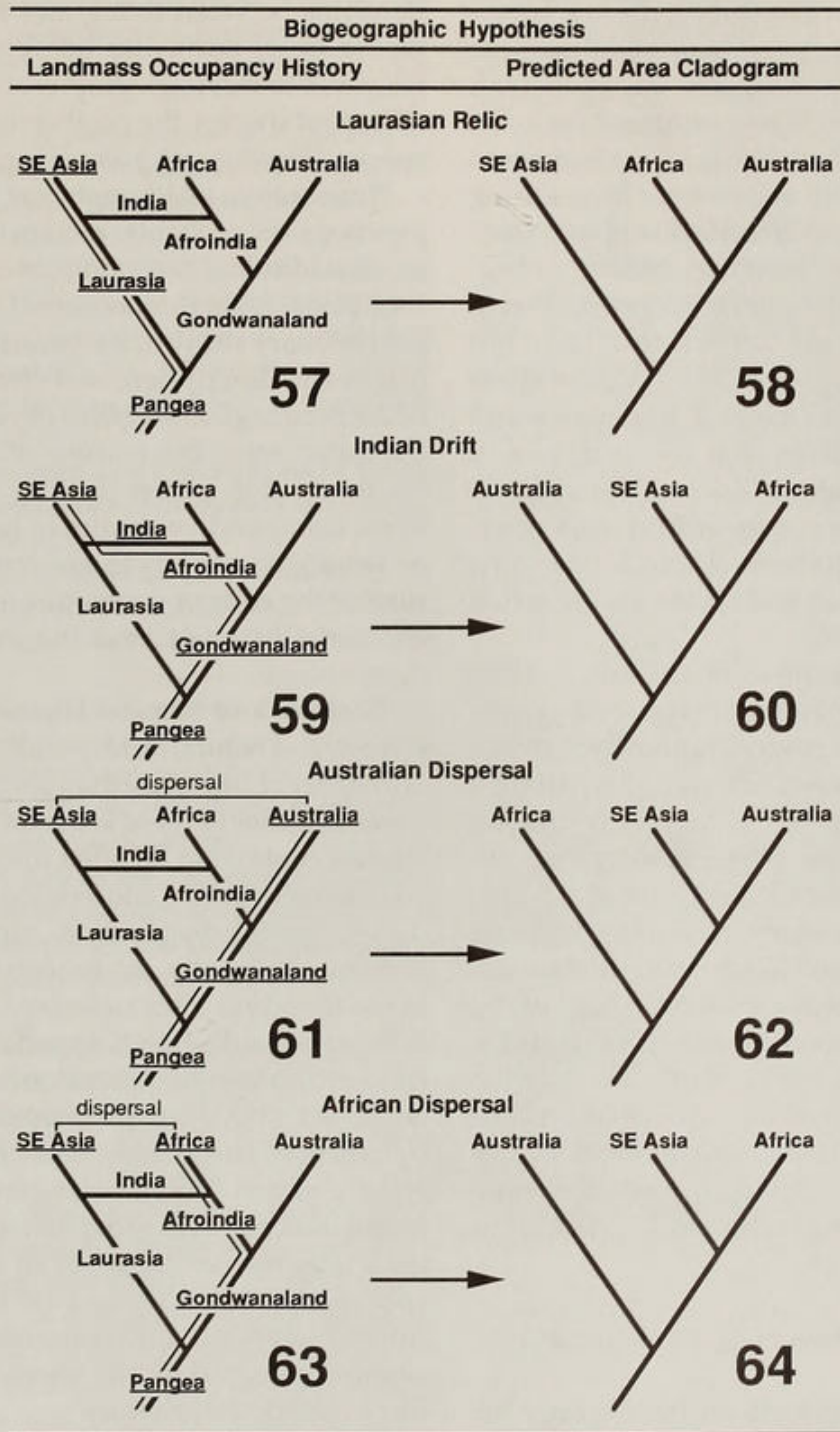 Biogeographic Hypothesis
Landmass Occupancy History Predicted Area Cladogram
Laurasian Relic
SE Asia Africa Australia SE Asia Africa Australia
India
Afroindia
Laurasia
Gondwanaland
Pangea 57 58
Indian Drift
SE Asia Africa Australia Australia SE Asia Africa
India
Afroindia
Laurasia
Gondwanaland
Pangea 59 60
Australian Dispersal
dispersal
SE Asia Africa Australia Africa SE Asia Australia
India
Afroindia
Laurasia
Gondwanaland
Pangea 61 62
African Dispersal
dispersal
SE Asia Africa Australia Australia SE Asia Africa
India
Afroindia
Laurasia
Gondwanaland
Pangea 63 64